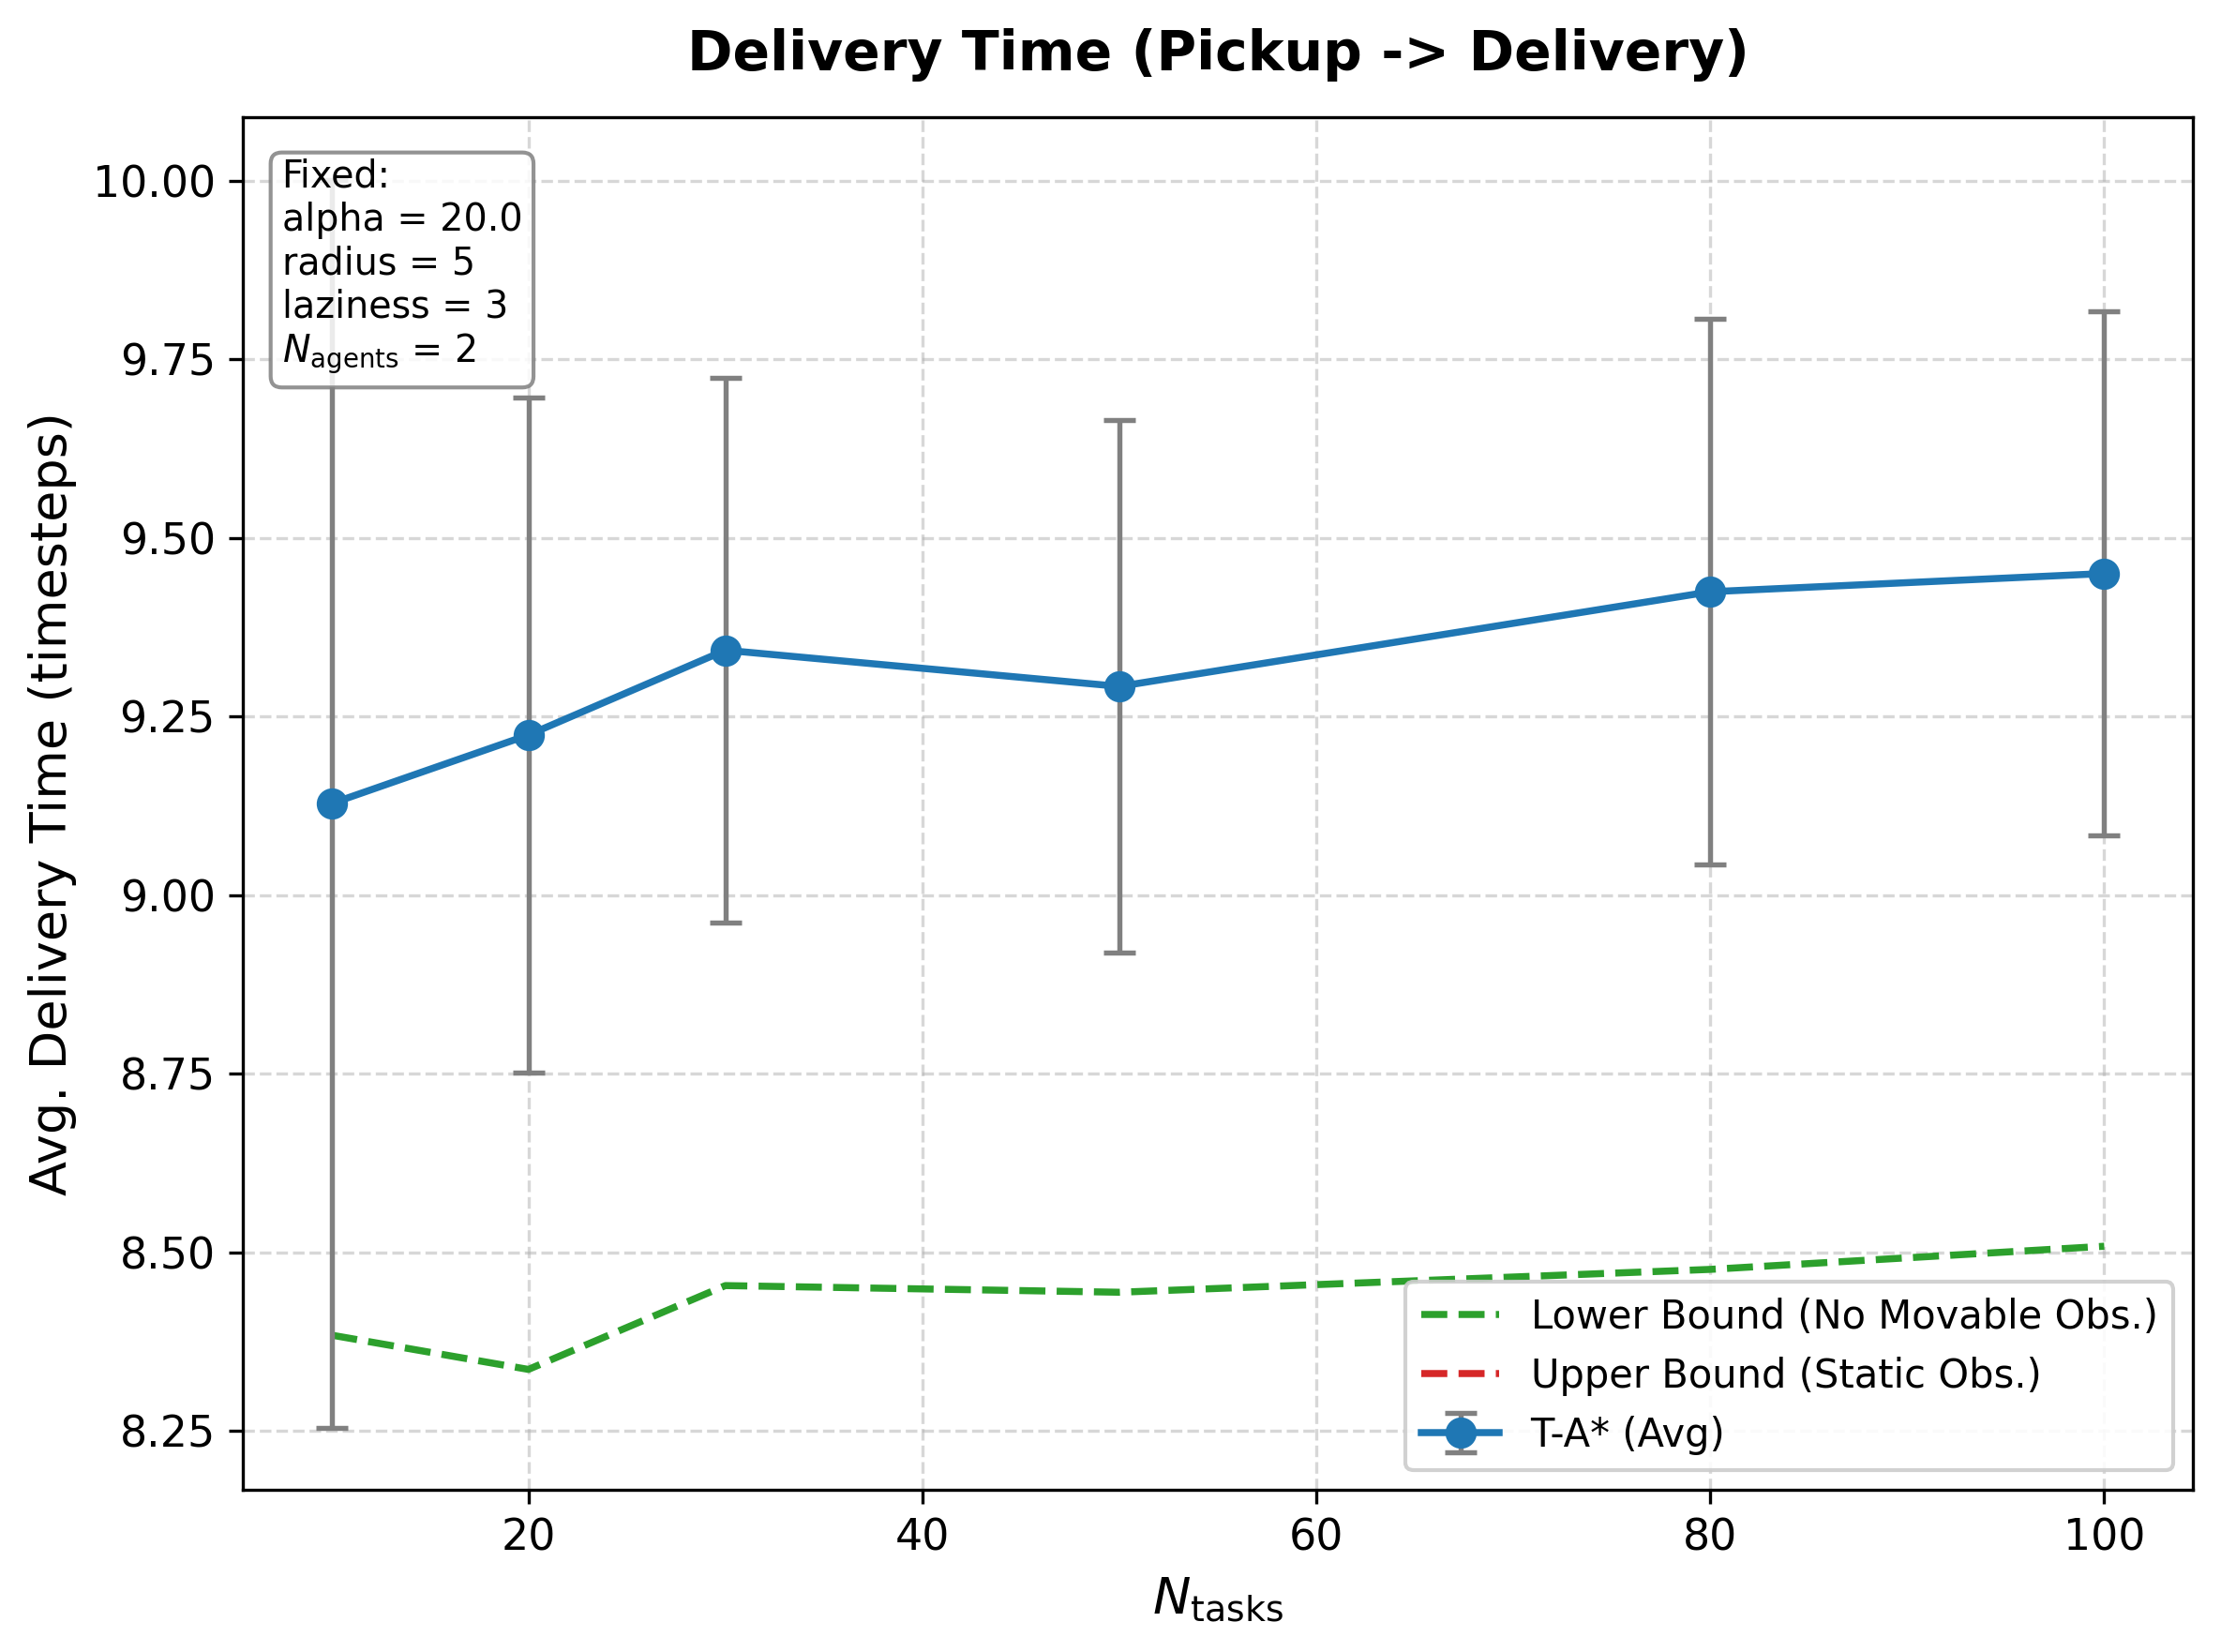 Delivery Time (Pickup -> Delivery)
Avg. Delivery Time (timesteps)
10.00
9.75
9.50
9.25
9.00
8.75
8.50
8.25
Fixed:
alpha = 20.0
radius = 5
laziness = 3
N_agents = 2
Lower Bound (No Movable Obs.)
Upper Bound (Static Obs.)
T-A* (Avg)
20
40
60
80
100
N_tasks